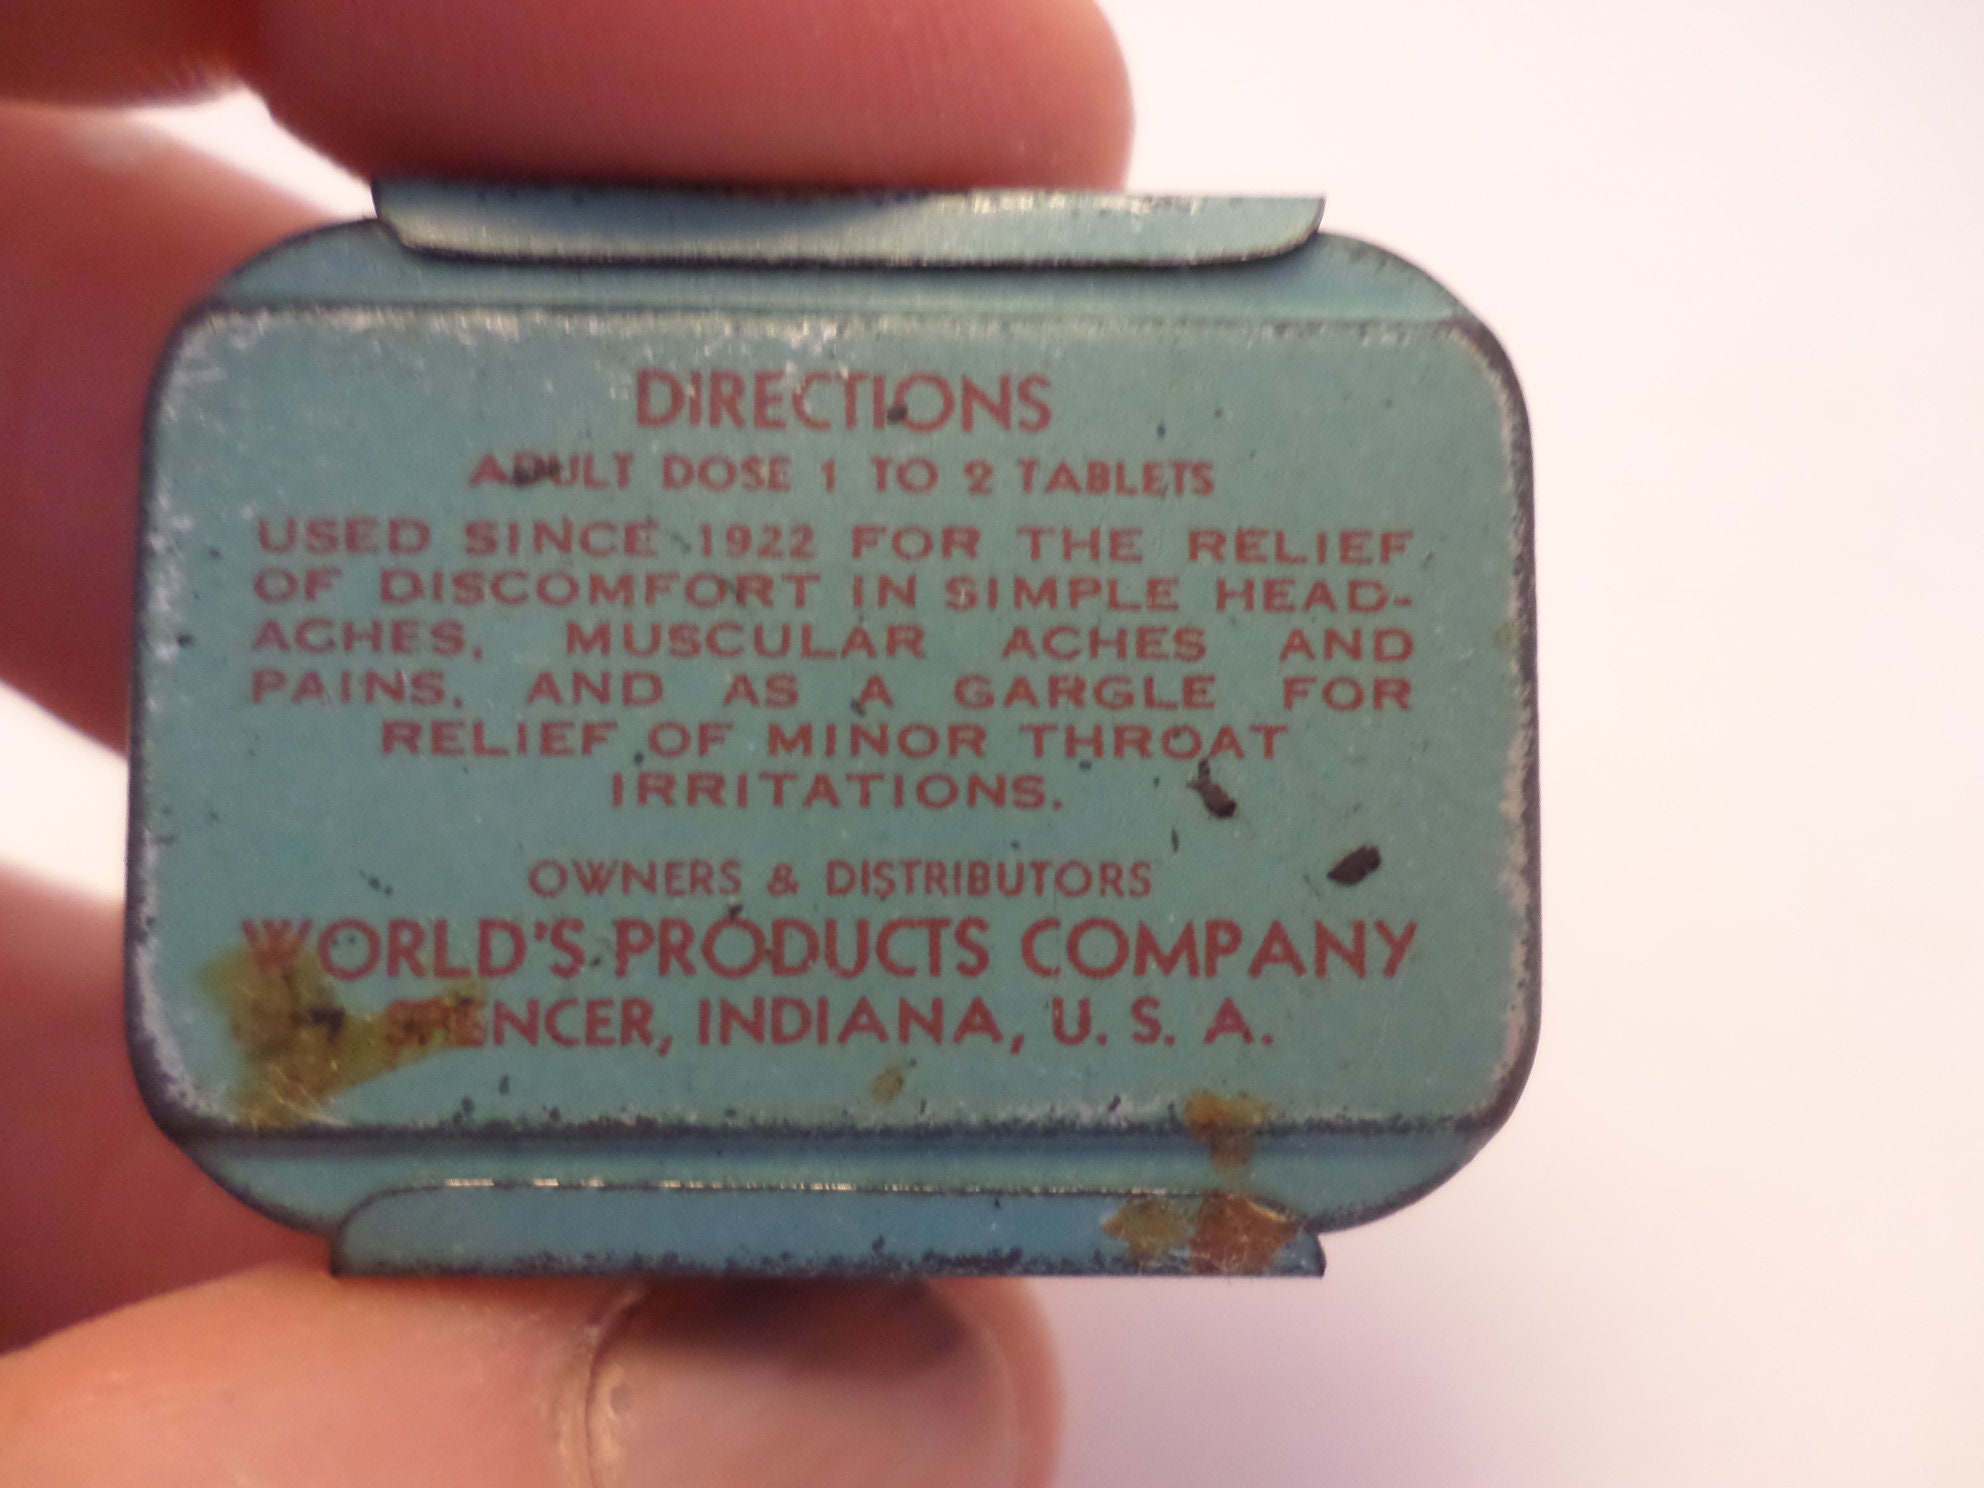 DIRECTIONS
ADULT DOSE 1 TO 2 TABLETS
USED SINCE 1922 FOR THE RELIEF
OF DISCOMFORT IN SIMPLE HEAD-
ACHES, MUSCULAR ACHES AND
PAINS, AND AS A GARGLE FOR
RELIEF OF MINOR THROAT
IRRITATIONS.
OWNERS & DISTRIBUTORS
WORLD'S PRODUCTS COMPANY
SPENCER, INDIANA, U. S. A.